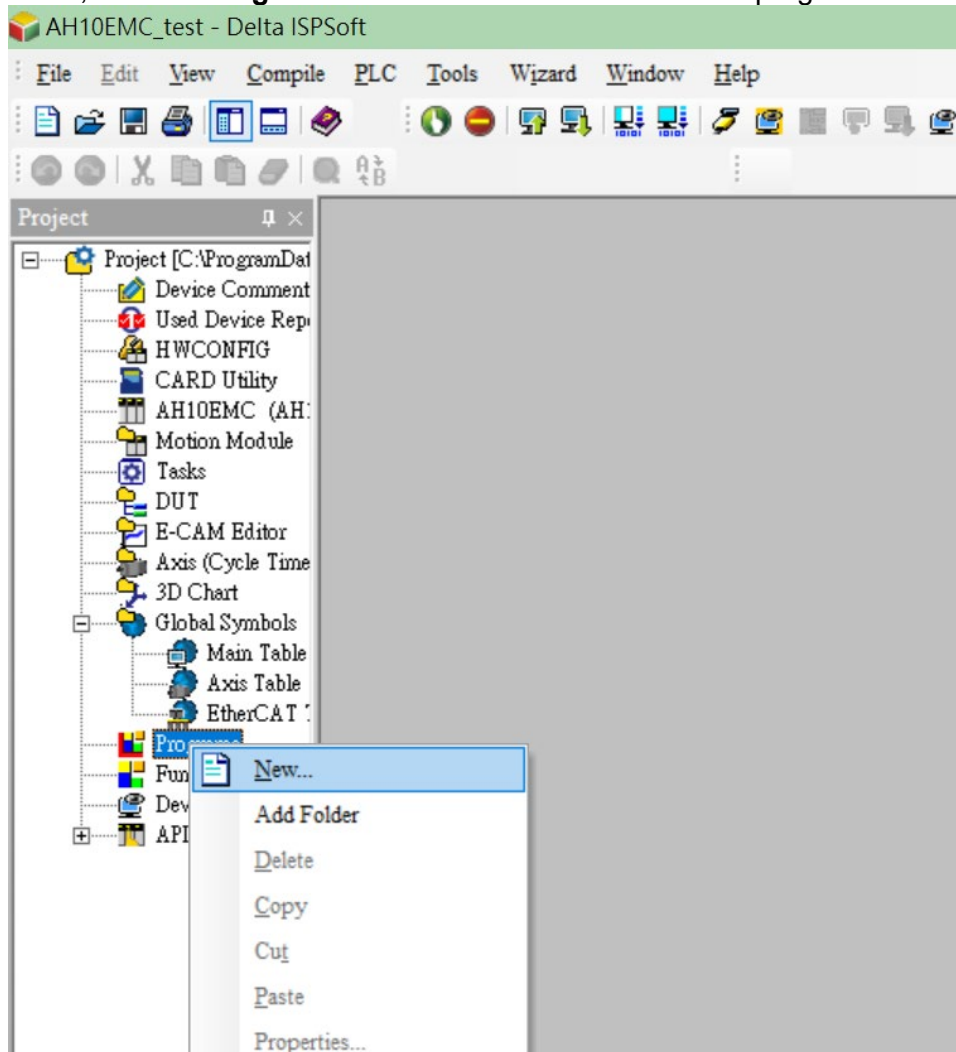 AH10EMC_test - Delta ISPSoft
File Edit View Compile PLC Tools Wizard Window Help
Project
Project [C:\ProgramDat
Device Comment
Used Device Rep
HWCONFIG
CARD Utility
AH10EMC (AH1
Motion Module
Tasks
DUT
E-CAM Editor
Axis (Cycle Time
3D Chart
Global Symbols
Main Table
Axis Table
EtherCAT
New...
Fun
Add Folder
Dev
API
Delete
Copy
Cut
Paste
Properties...